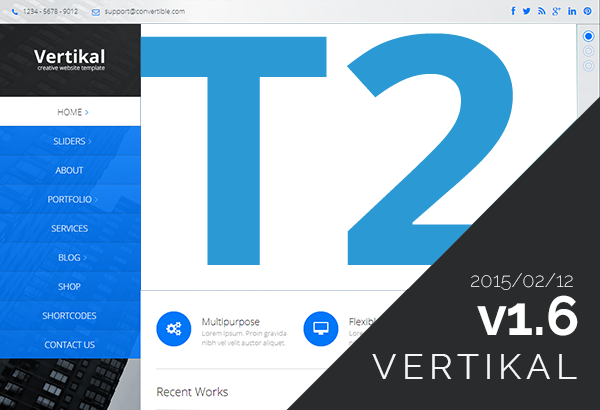 1234 - 5678 - 9012 support@convertible.com
Vertikal
creative website template
HOME
SLIDERS
ABOUT
PORTFOLIO
SERVICES
BLOG
SHOP
SHORTCODES
CONTACT US
T2
Multipurpose
Lorem Ipsum. Proin gravida
nibh vel velit auctor aliquet.
Recent Works
2015/02/12
v1.6
VERTIKAL